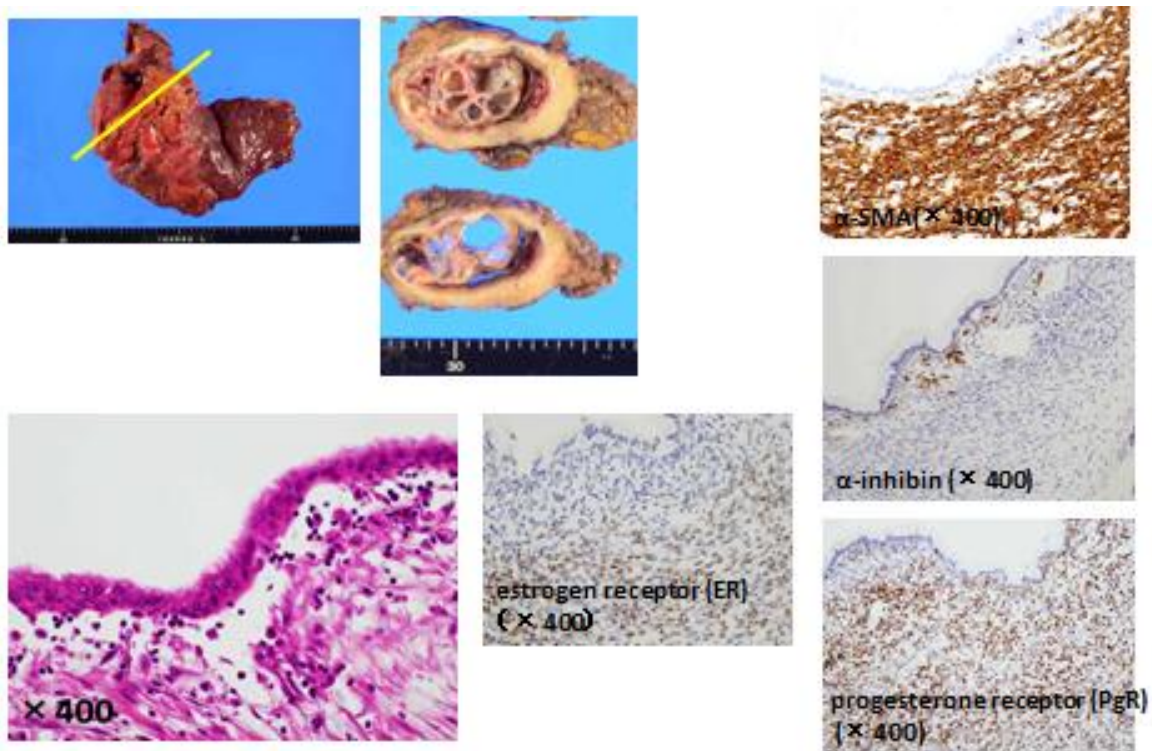 α-SMA(× 400)
30
α-inhibin (× 400)
× 400
estrogen receptor (ER)
(× 400)
progesterone receptor (PgR)
(× 400)